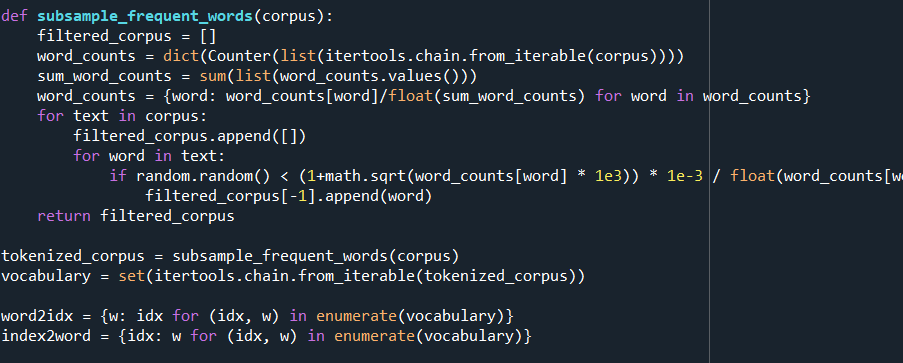 def subsample_frequent_words(corpus):
    filtered_corpus = []
    word_counts = dict(Counter(list(itertools.chain.from_iterable(corpus))))
    sum_word_counts = sum(list(word_counts.values()))
    word_counts = {word: word_counts[word]/float(sum_word_counts) for word in word_counts}
    for text in corpus:
        filtered_corpus.append([])
        for word in text:
            if random.random() < (1+math.sqrt(word_counts[word] * 1e3)) * 1e-3 / float(word_counts[
                filtered_corpus[-1].append(word)
    return filtered_corpus

tokenized_corpus = subsample_frequent_words(corpus)
vocabulary = set(itertools.chain.from_iterable(tokenized_corpus))

word2idx = {w: idx for (idx, w) in enumerate(vocabulary)}
index2word = {idx: w for (idx, w) in enumerate(vocabulary)}